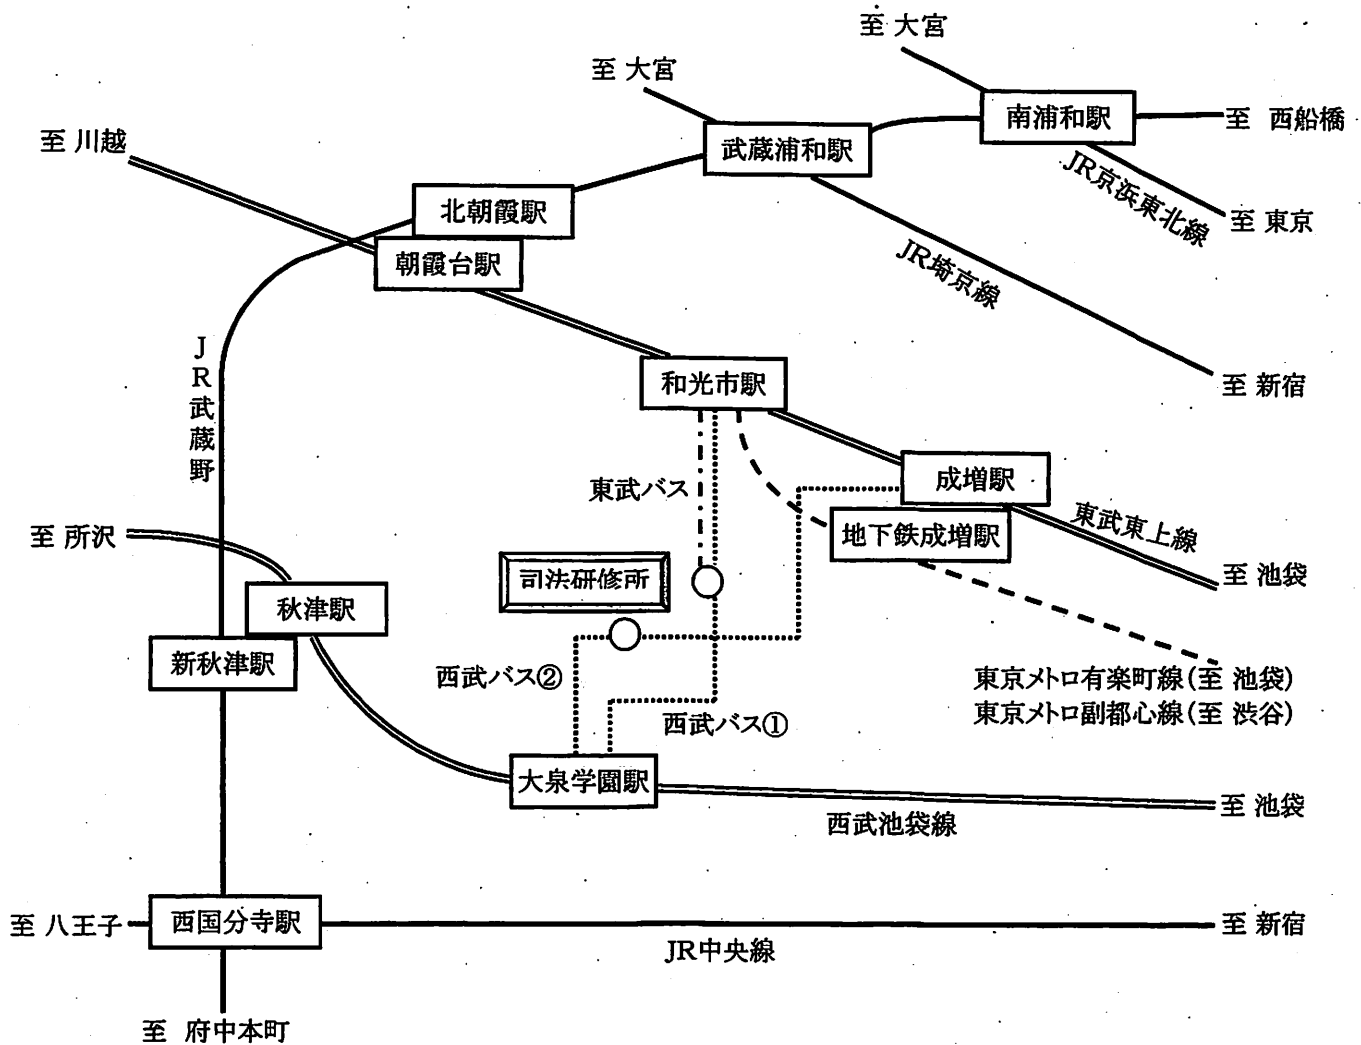 至 大宮
至 大宮
南浦和駅
至 西船橋
武蔵浦和駅
至 川越
JR京浜東北線
至 東京
北朝霞駅
朝霞台駅
JR埼京線
JR武蔵野
和光市駅
至 新宿
成増駅
東武バス
東武東上線
地下鉄成増駅
至 所沢
司法研修所
至 池袋
秋津駅
新秋津駅
西武バス②
東京メトロ有楽町線(至 池袋)
東京メトロ副都心線(至 渋谷)
西武バス①
大泉学園駅
至 池袋
西武池袋線
至 八王子
西国分寺駅
至 新宿
JR中央線
至 府中本町